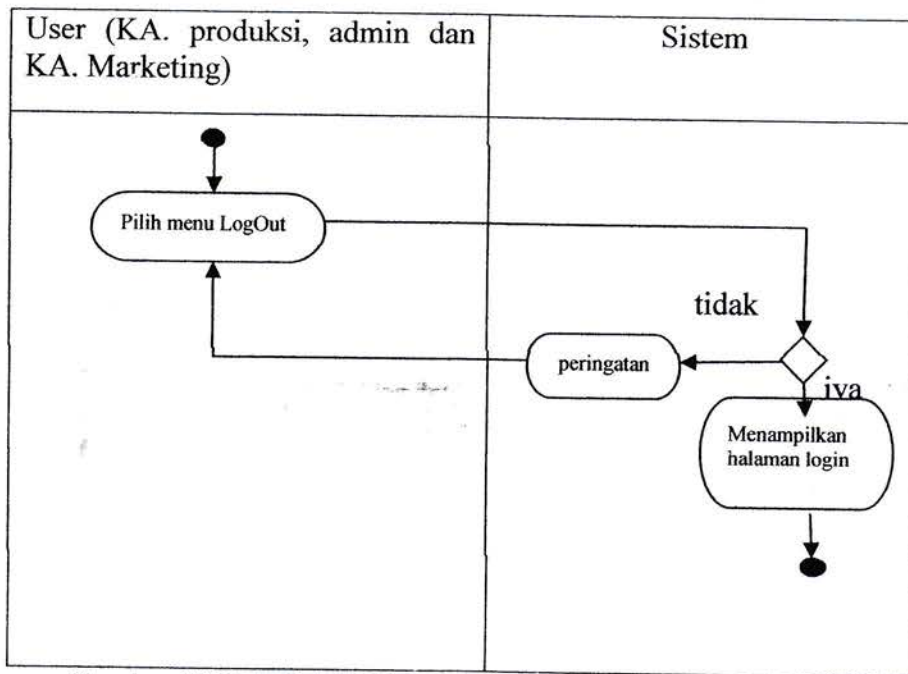 User (KA. produksi, admin dan
KA. Marketing)
Sistem
Pilih menu LogOut
tidak
peringatan
iya
Menampilkan
halaman login